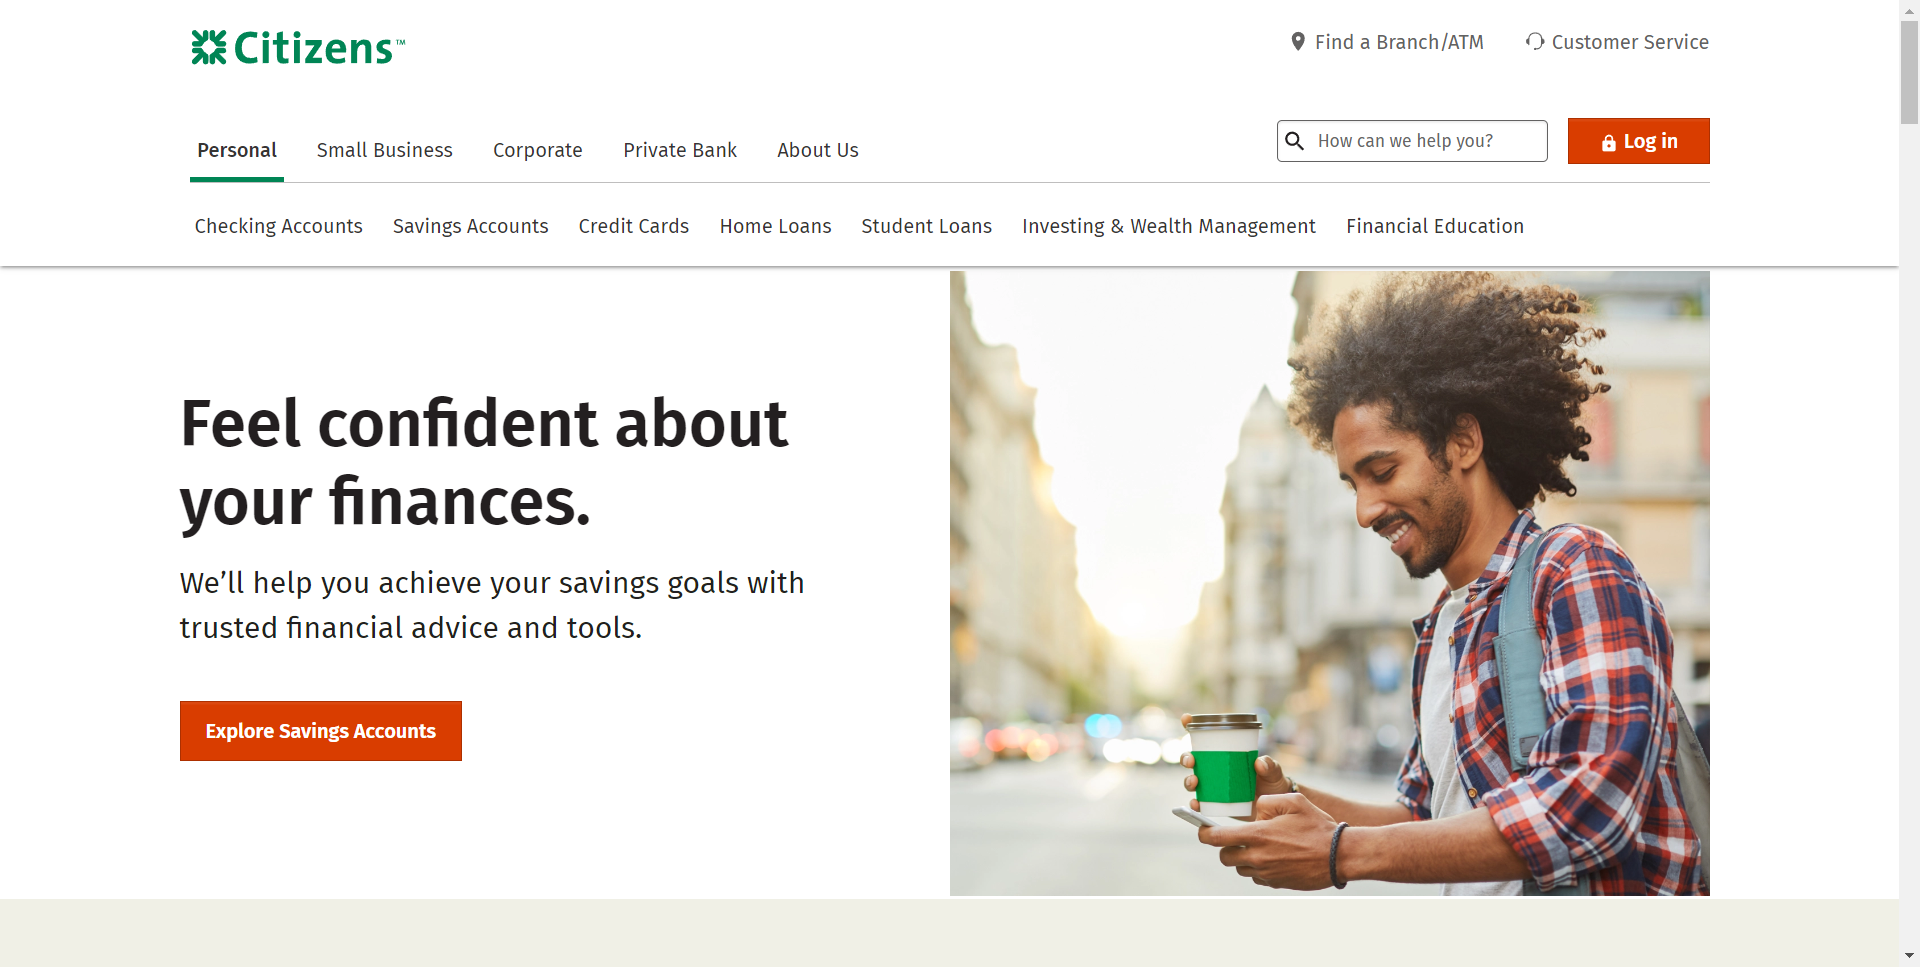 Citizens™
Find a Branch/ATM
Customer Service
Personal
Small Business
Corporate
Private Bank
About Us
How can we help you?
Log in
Checking Accounts
Savings Accounts
Credit Cards
Home Loans
Student Loans
Investing & Wealth Management
Financial Education
Feel confident about
your finances.
We’ll help you achieve your savings goals with
trusted financial advice and tools.
Explore Savings Accounts